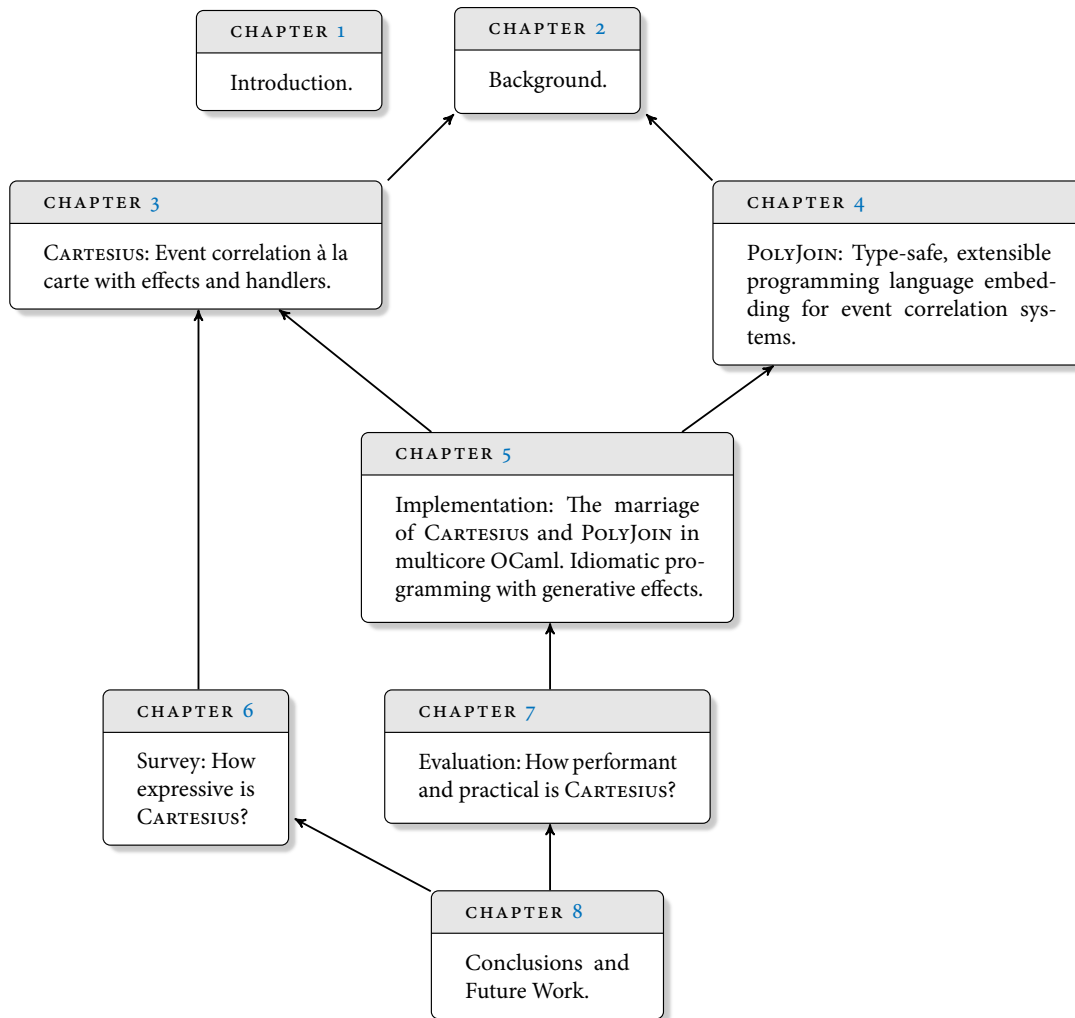 CHAPTER 1
Introduction.
CHAPTER 2
Background.
CHAPTER 3
CARTESIUS: Event correlation à la
carte with effects and handlers.
CHAPTER 4
POLYJOIN: Type-safe, extensible
programming language embed-
ding for event correlation sys-
tems.
CHAPTER 5
Implementation: The marriage
of CARTESIUS and POLYJOIN in
multicore OCaml. Idiomatic pro-
gramming with generative effects.
CHAPTER 6
Survey: How
expressive is
CARTESIUS?
CHAPTER 7
Evaluation: How performant
and practical is CARTESIUS?
CHAPTER 8
Conclusions and
Future Work.